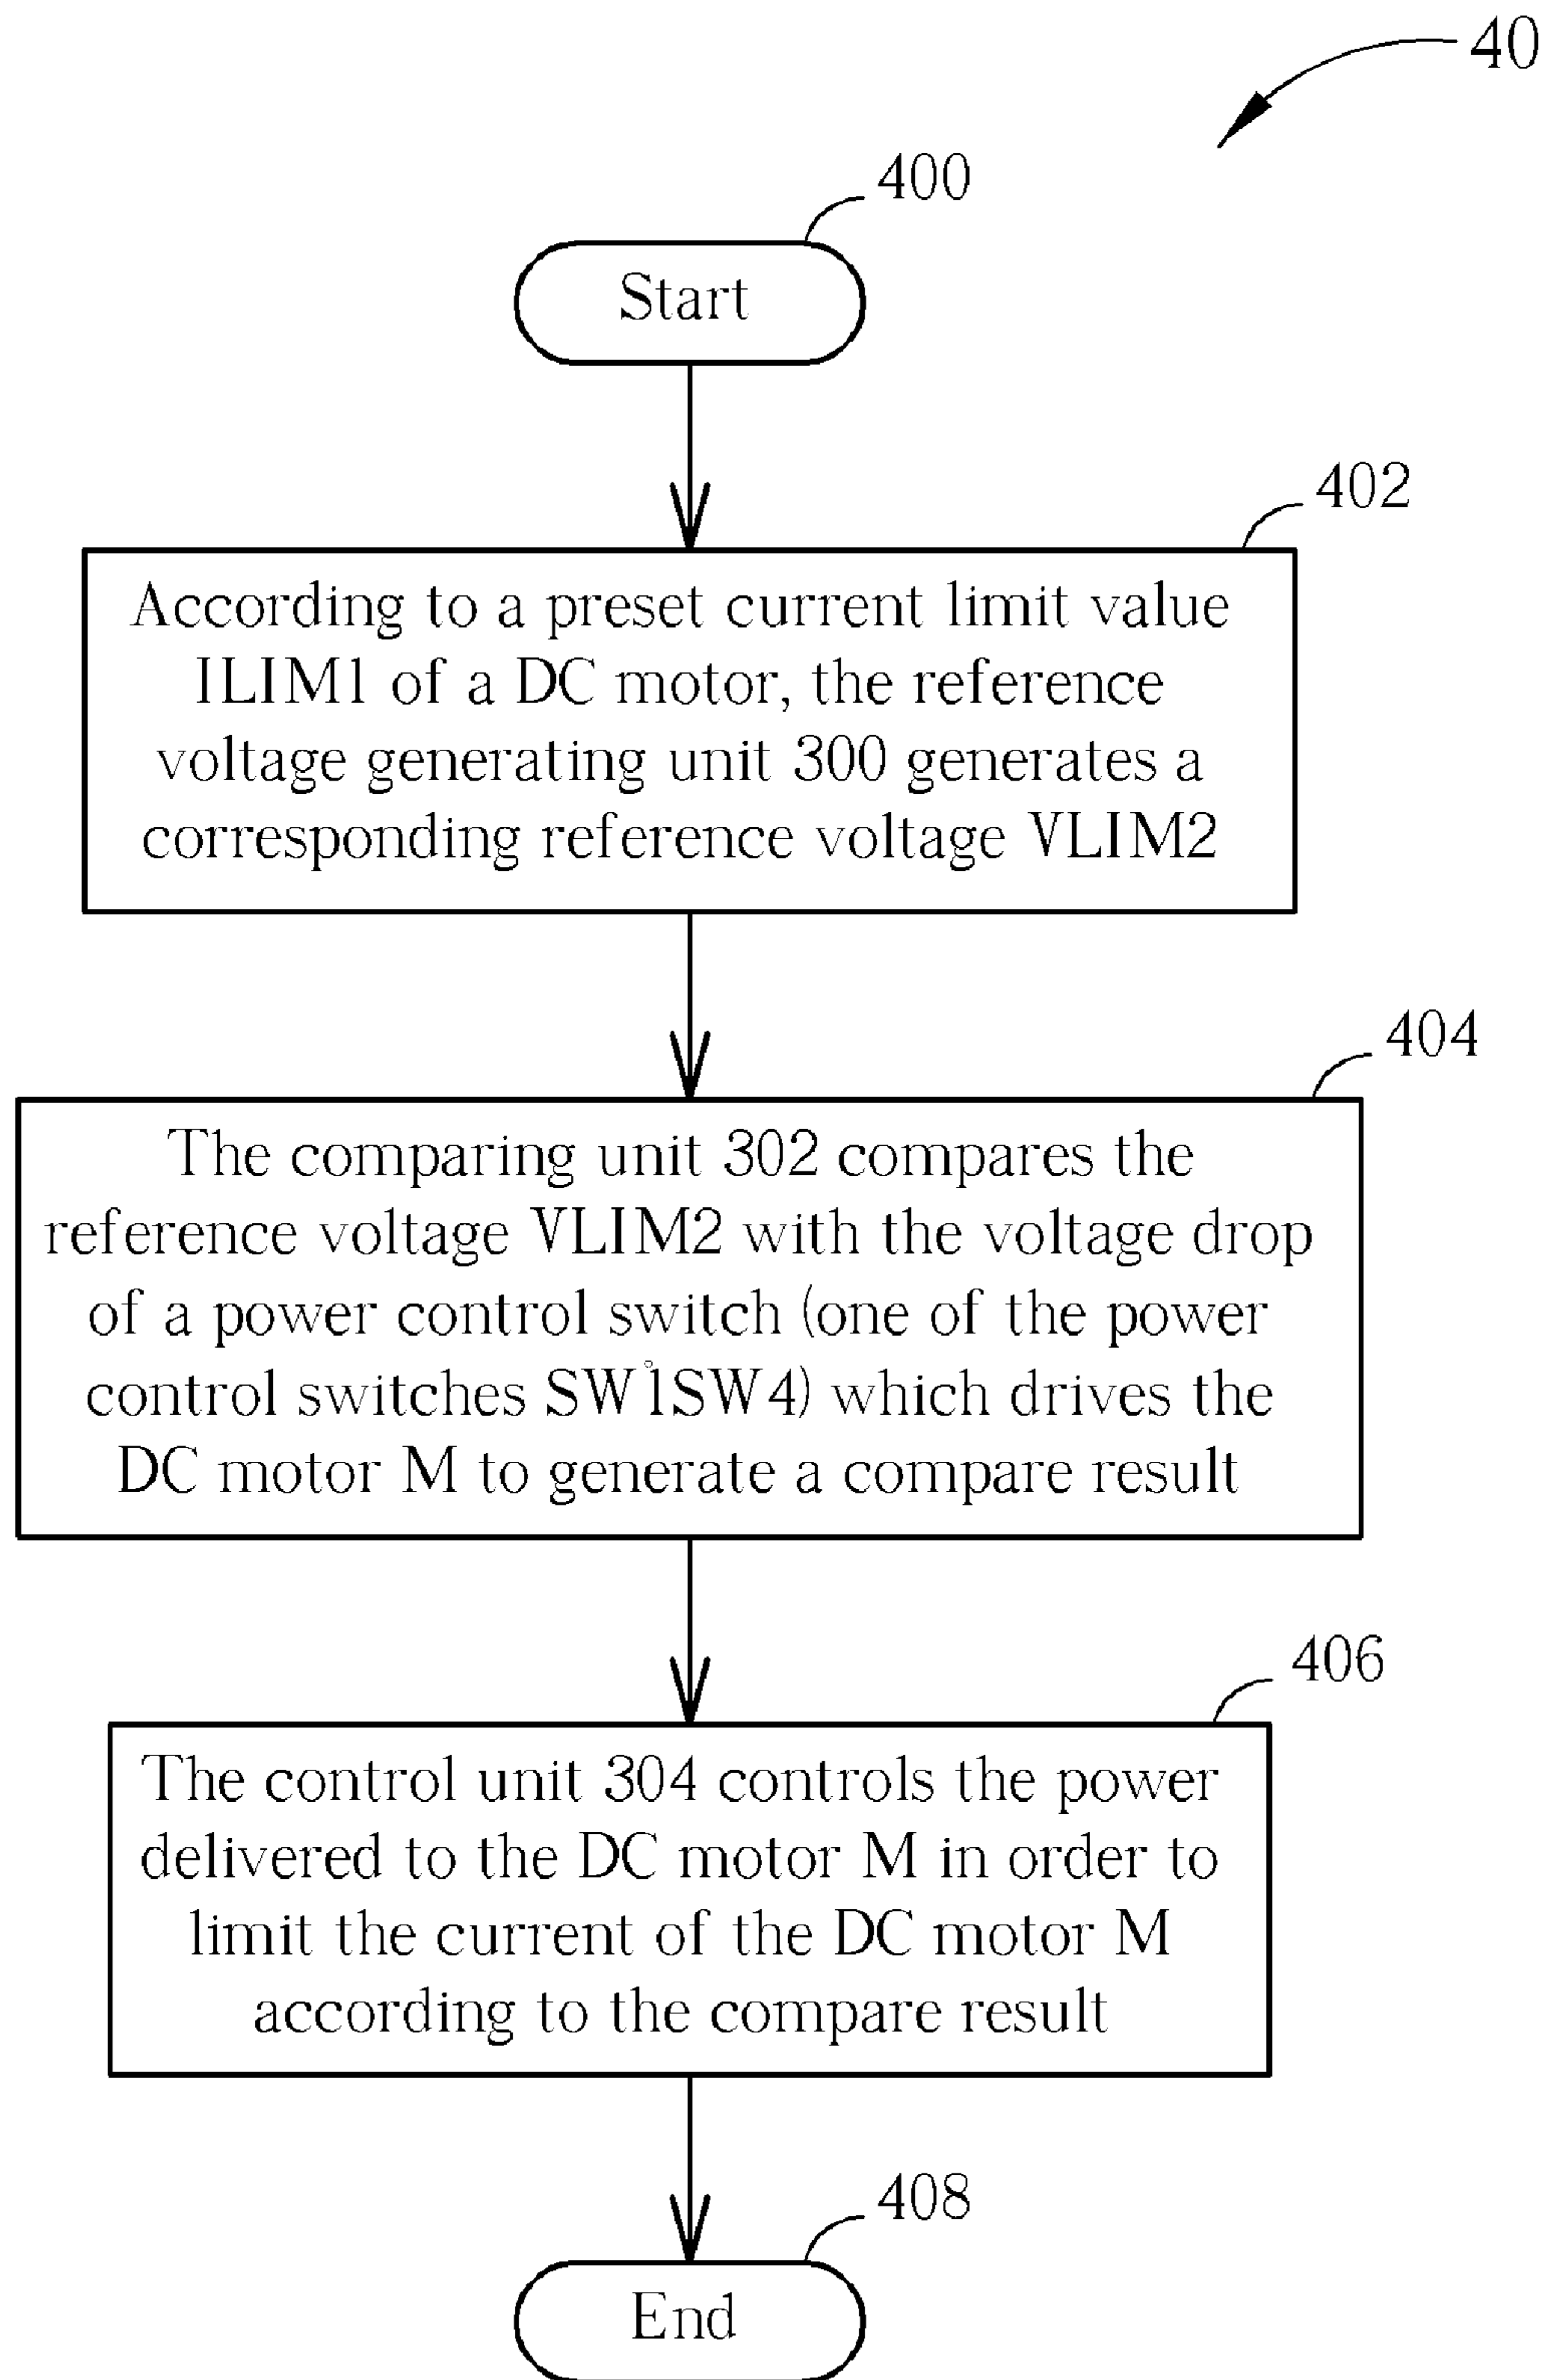 40
400
Start
402
According to a preset current limit value
ILIM1 of a DC motor, the reference
voltage generating unit 300 generates a
corresponding reference voltage VLIM2
404
The comparing unit 302 compares the
reference voltage VLIM2 with the voltage drop
of a power control switch (one of the power
control switches SW1°SW4) which drives the
DC motor M to generate a compare result
406
The control unit 304 controls the power
delivered to the DC motor M in order to
limit the current of the DC motor M
according to the compare result
408
End